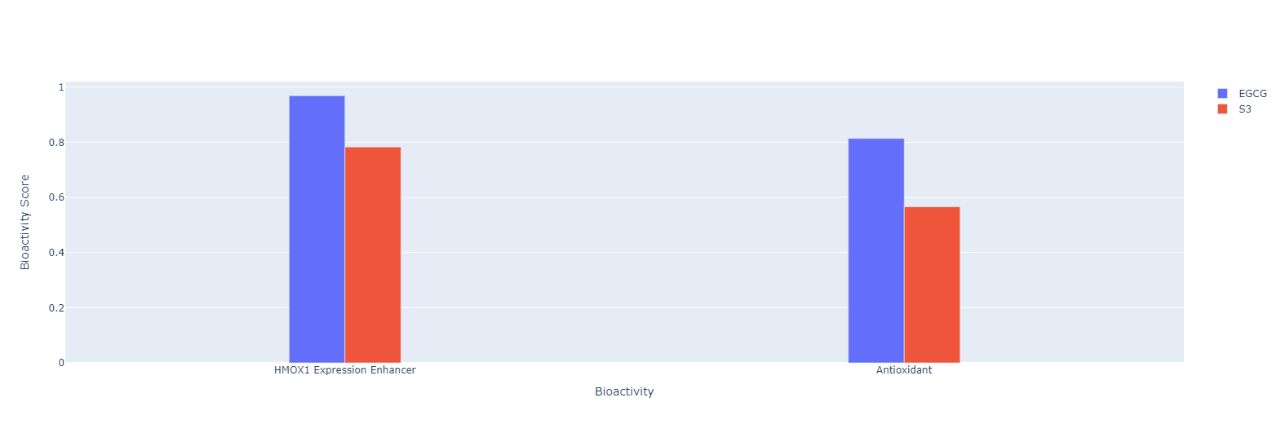 1
0.8
0.6
0.4
0.2
0
Bioactivity Score
HMOX1 Expression Enhancer
Antioxidant
Bioactivity
EGCG
S3